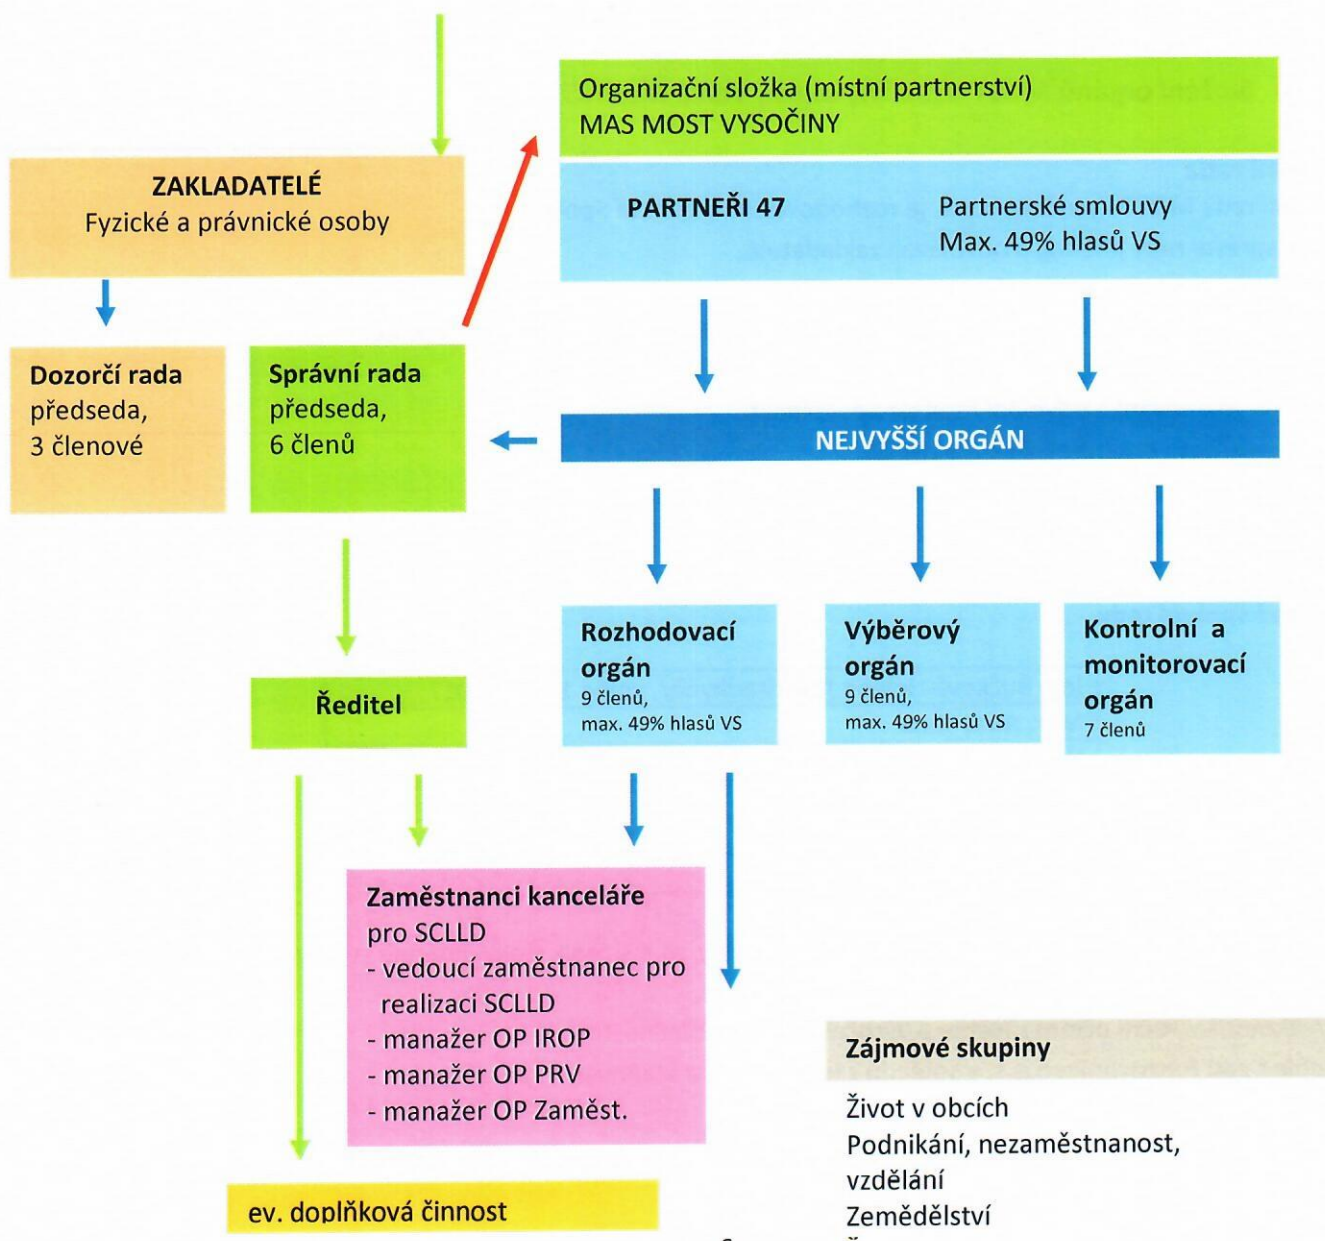 Organizační složka (místní partnerství)
MAS MOST VYSOČINY
ZAKLADATELÉ
Fyzické a právnické osoby
PARTNEŘI 47
Partnerské smlouvy
Max. 49% hlasů VS
Dozorčí rada
předseda,
3 členové
Správní rada
předseda,
6 členů
NEJVYŠŠÍ ORGÁN
Rozhodovací
orgán
9 členů,
max. 49% hlasů VS
Výběrový
orgán
9 členů,
max. 49% hlasů VS
Kontrolní a
monitorovací
orgán
7 členů
Ředitel
Zaměstnanci kanceláře
pro SCLLD
- vedoucí zaměstnanec pro
realizaci SCLLD
- manažer OP IROP
- manažer OP PRV
- manažer OP Zaměst.
Zájmové skupiny
Život v obcích
Podnikání, nezaměstnanost,
vzdělání
Zemědělství
ev. doplňková činnost